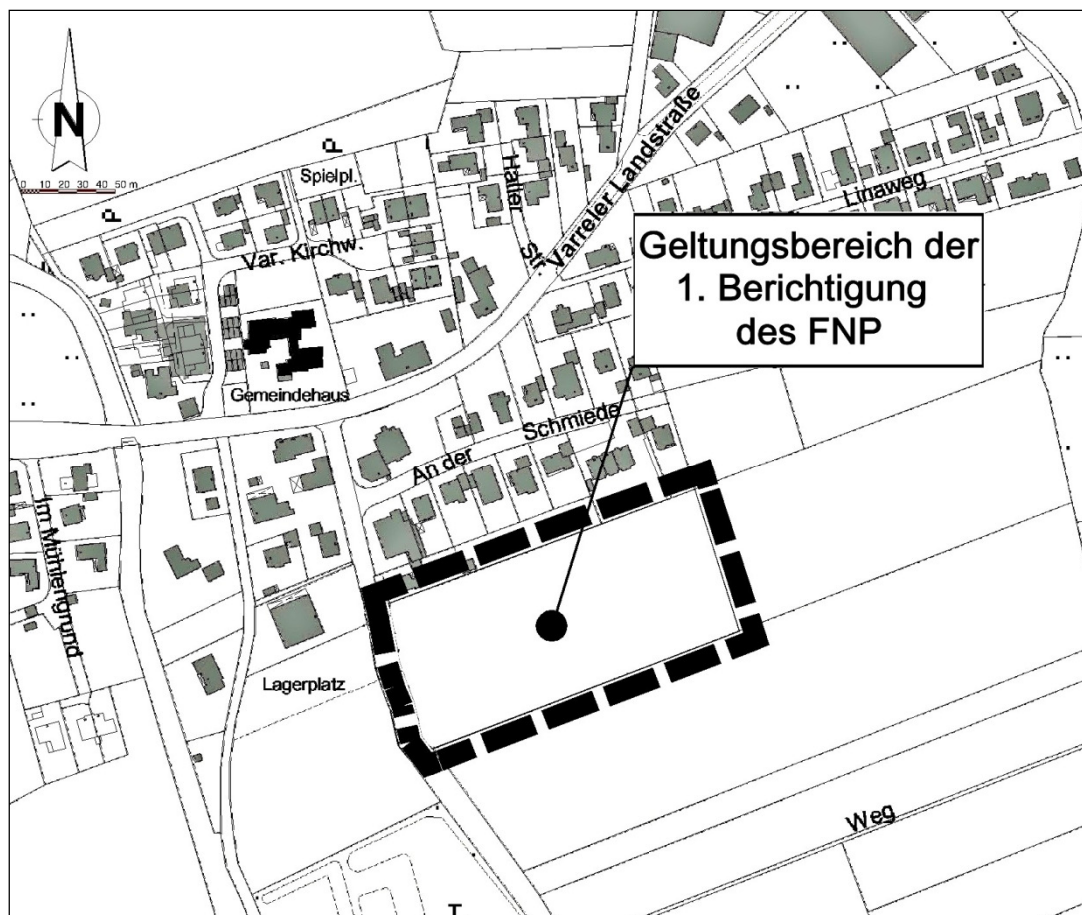 N
0 10 20 30 40 50 m
P
Spielpl.
P
Var. Kirchw.
Hatler
Str.
Varreler Landstraße
Linaweg
Geltungsbereich der
1. Berichtigung
des FNP
Gemeindehaus
An der Schmiede
Im Mühlengrund
Lagerplatz
Weg
T